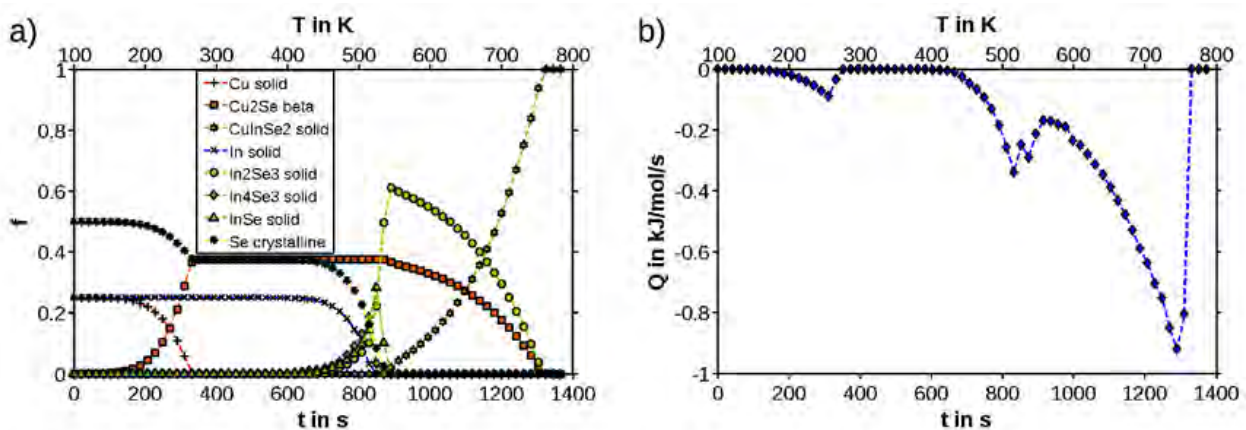 a)
T in K
100 200 300 400 500 600 700 800
1
0.8
0.6
0.4
0.2
0
f
Cu solid
Cu2Se beta
CuInSe2 solid
In solid
In2Se3 solid
In4Se3 solid
InSe solid
Se crystalline
0 200 400 600 800 1000 1200 1400
t in s
b)
T in K
100 200 300 400 500 600 700 800
0
-0.2
-0.4
-0.6
-0.8
-1
Q in kJ/mol/s
0 200 400 600 800 1000 1200 1400
t in s